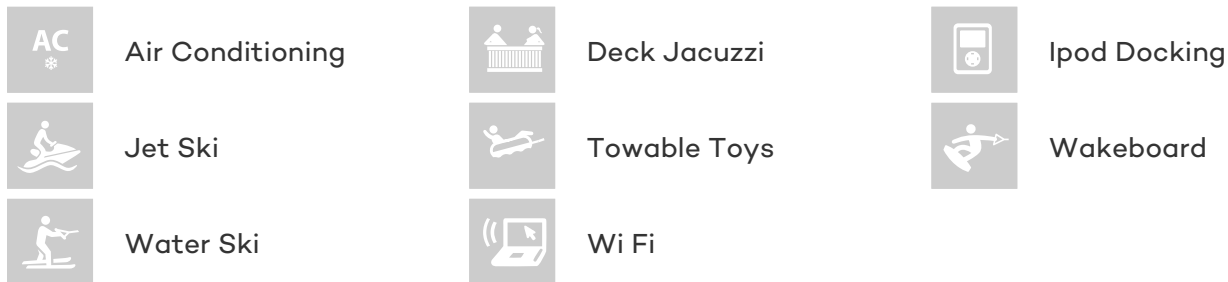 AC
Air Conditioning
Deck Jacuzzi
Ipod Docking
Jet Ski
Towable Toys
Wakeboard
Water Ski
Wi Fi